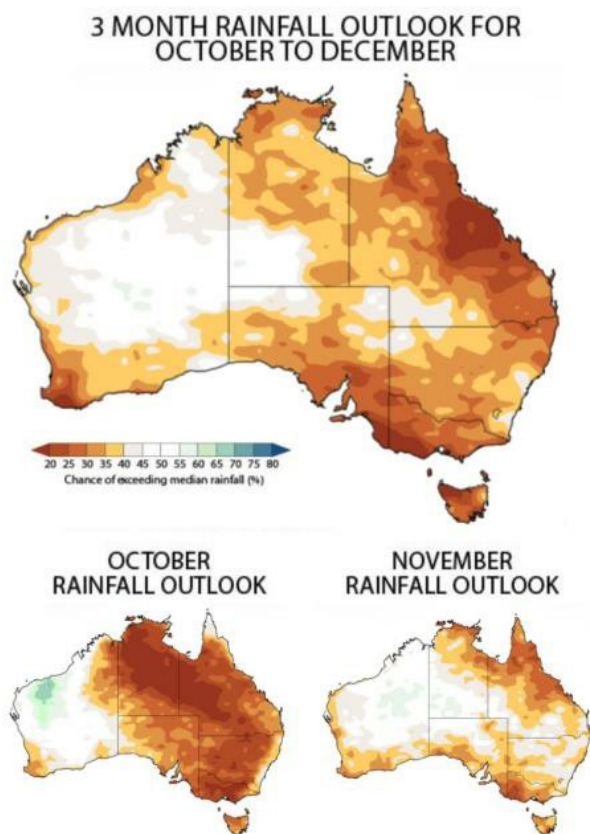 3 MONTH RAINFALL OUTLOOK FOR
OCTOBER TO DECEMBER
20 25 30 35 40 45 50 55 60 65 70 75 80
Chance of exceeding median rainfall (%)
OCTOBER
RAINFALL OUTLOOK
NOVEMBER
RAINFALL OUTLOOK